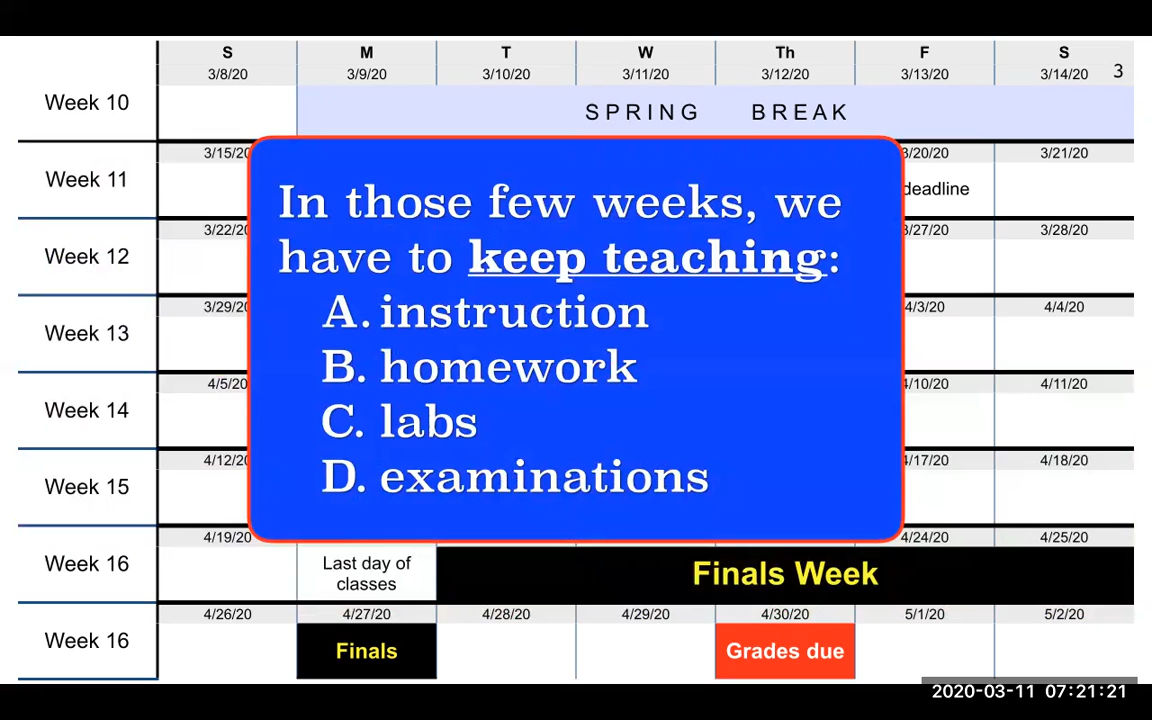 S M T W Th F S
3/8/20 3/9/20 3/10/20 3/11/20 3/12/20 3/13/20 3/14/20 3
Week 10
SPRING BREAK
3/15/20 3/20/20 3/21/20
Week 11
deadline
3/22/20 3/27/20 3/28/20
Week 12
3/29/20 4/3/20 4/4/20
Week 13
4/5/20 4/10/20 4/11/20
Week 14
4/12/20 4/17/20 4/18/20
Week 15
In those few weeks, we
have to keep teaching:
A. instruction
B. homework
C. labs
D. examinations
4/19/20 4/24/20 4/25/20
Week 16
Last day of
classes
Finals Week
4/26/20 4/27/20 4/28/20 4/29/20 4/30/20 5/1/20 5/2/20
Week 16
Finals
Grades due
2020-03-11 07:21:21